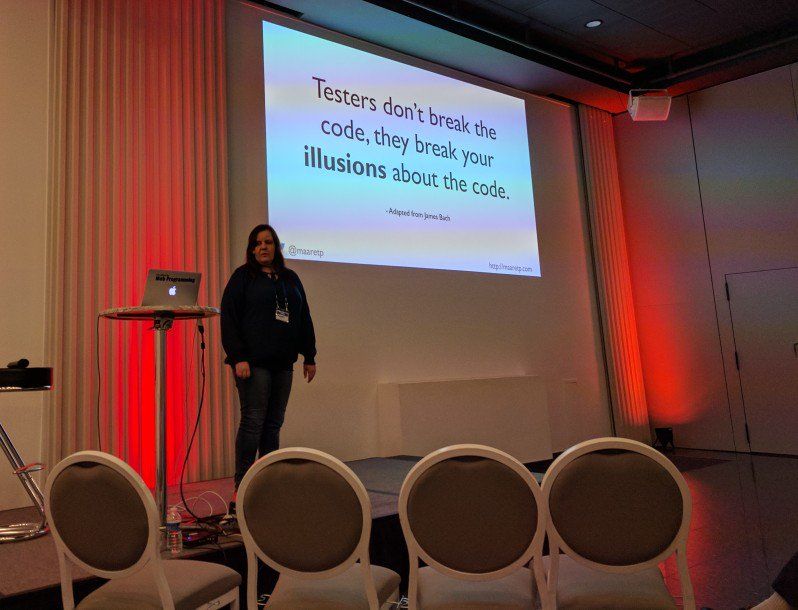 Testers don't break the
code, they break your
illusions about the code.
- Adapted from James Bach
@maaretp
http://maaretp.com
Mob Programming